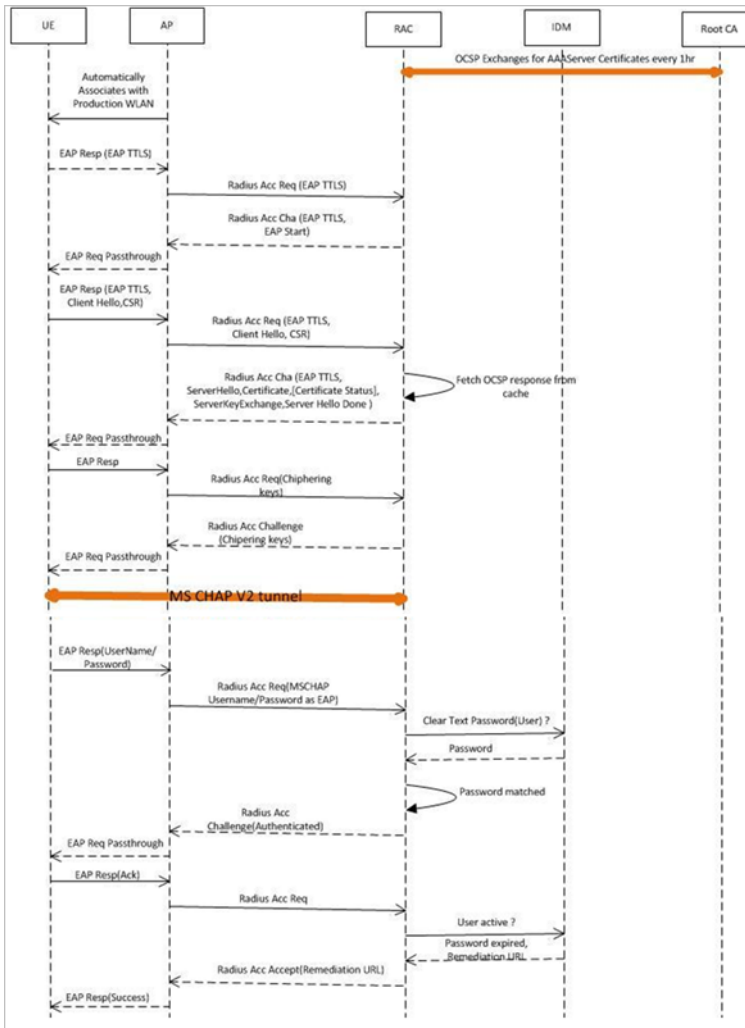 UE
AP
RAC
IDM
Root CA
OCSP Exchanges for AAAServer Certificates every 1hr
Automatically
Associates with
Production WLAN
EAP Resp (EAP TTLS)
Radius Acc Req (EAP TTLS)
Radius Acc Cha (EAP TTLS,
EAP Start)
EAP Req Passthrough
EAP Resp (EAP TTLS,
Client Hello,CSR)
Radius Acc Req (EAP TTLS,
Client Hello, CSR)
Radius Acc Cha (EAP TTLS,
ServerHello,Certificate,[Certificate Status],
ServerKeyExchange,Server Hello Done )
Fetch OCSP response from
cache
EAP Req Passthrough
EAP Resp
Radius Acc Req(Chiphering
keys)
Radius Acc Challenge
(Chipering keys)
EAP Req Passthrough
MS CHAP V2 tunnel
EAP Resp(UserName/
Password)
Radius Acc Req(MSCHAP
Username/Password as EAP)
Clear Text Password(User) ?
Password
Password matched
Radius Acc
Challenge(Authenticated)
EAP Req Passthrough
EAP Resp(Ack)
Radius Acc Req
User active ?
Password expired,
Remediation URL
Radius Acc Accept(Remediation URL)
EAP Resp(Success)